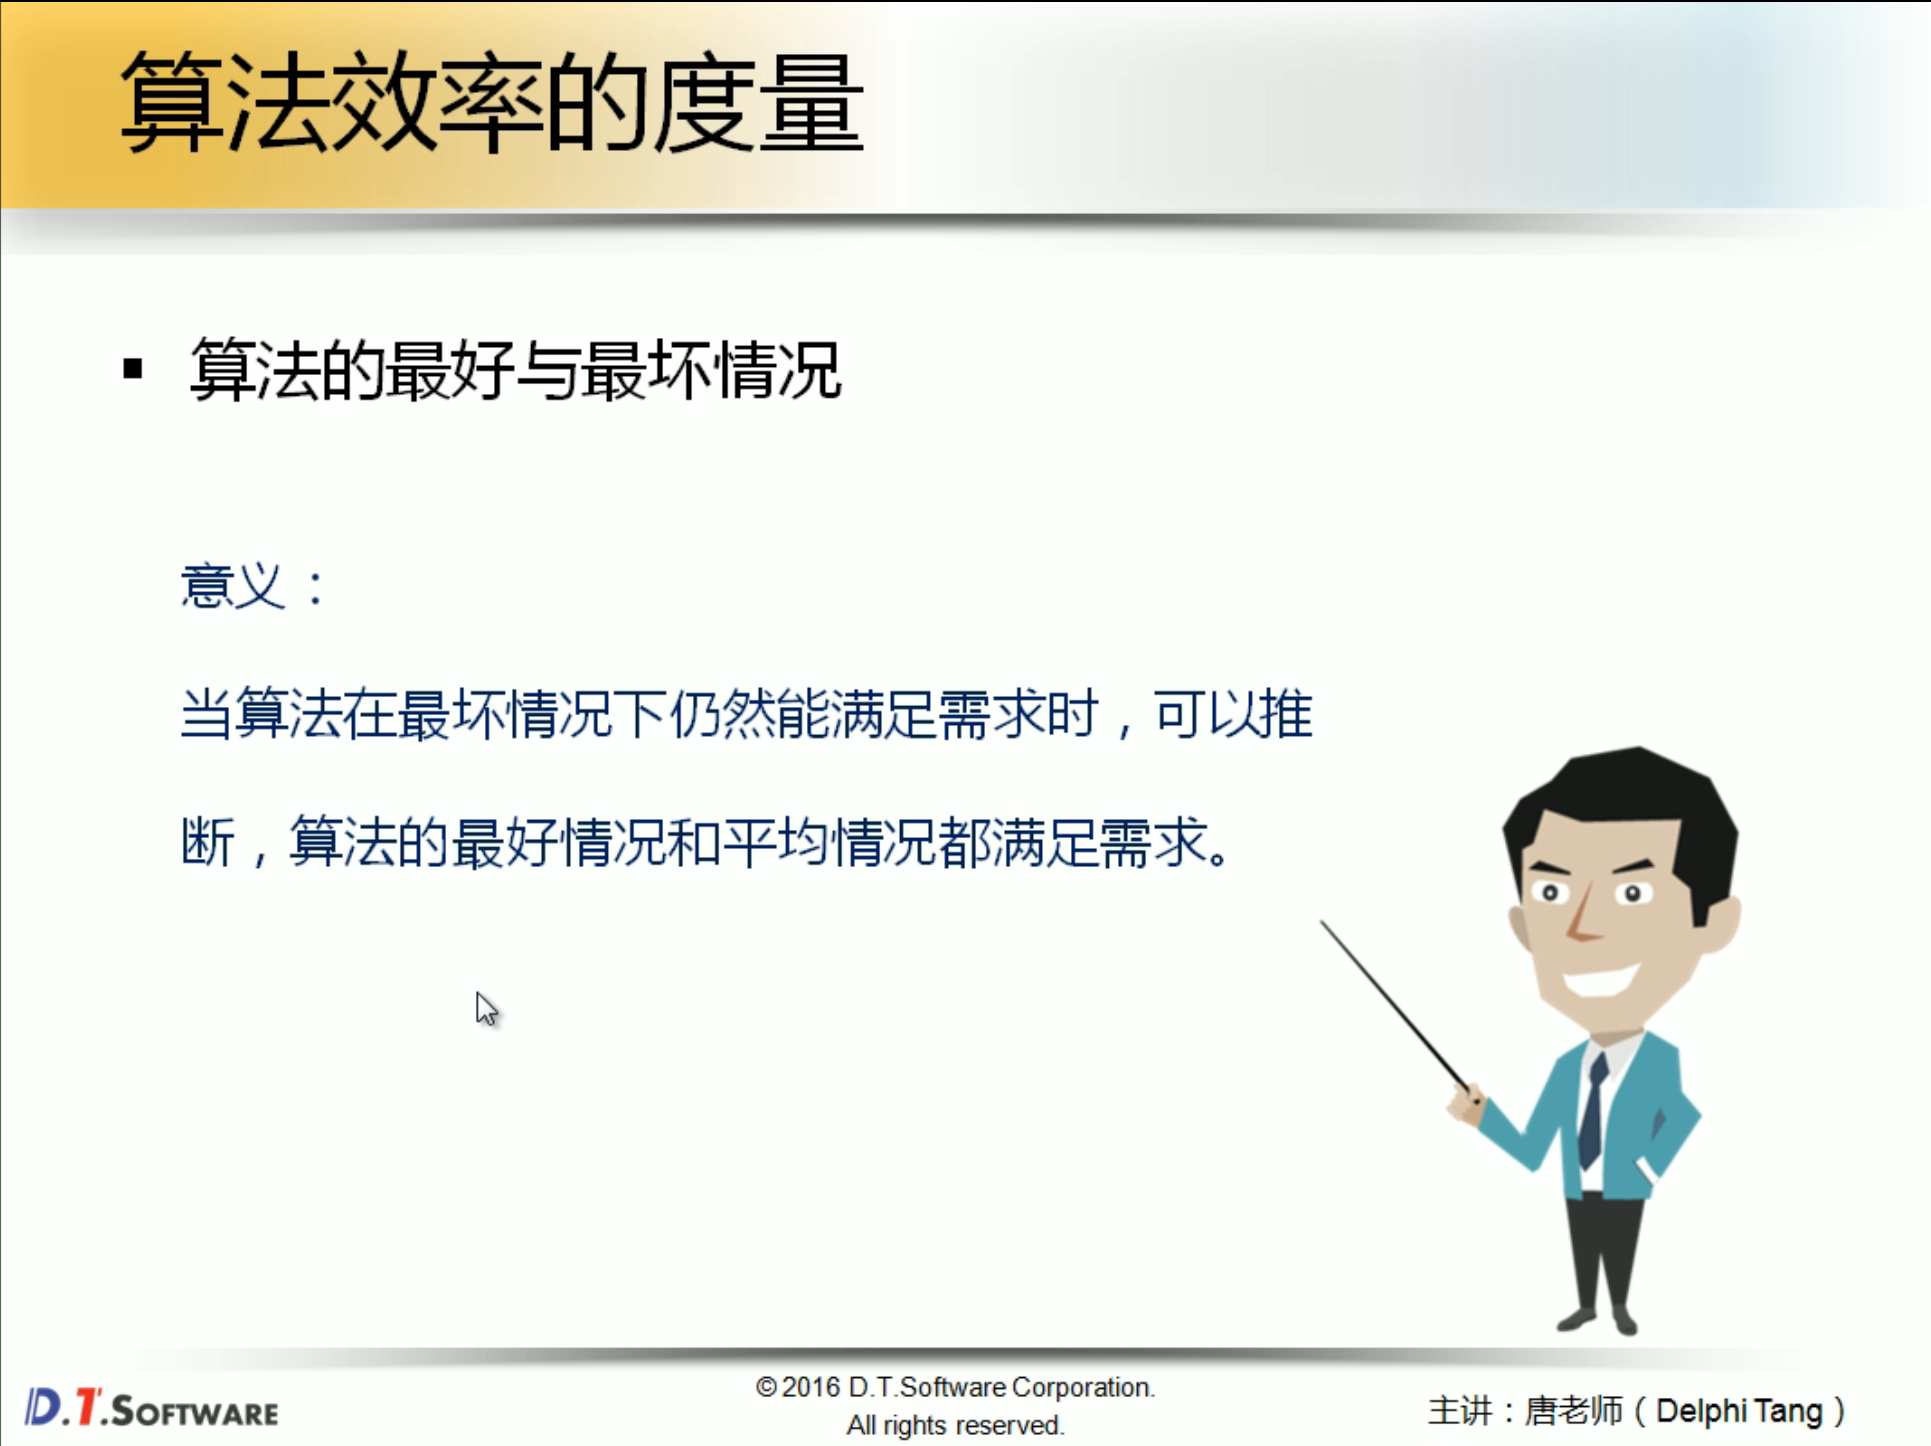 算法效率的度量
▪ 算法的最好与最坏情况
意义：
当算法在最坏情况下仍然能满足需求时，可以推
断，算法的最好情况和平均情况都满足需求。
D.T.SOFTWARE
© 2016 D.T.Software Corporation.
All rights reserved.
主讲：唐老师（Delphi Tang）